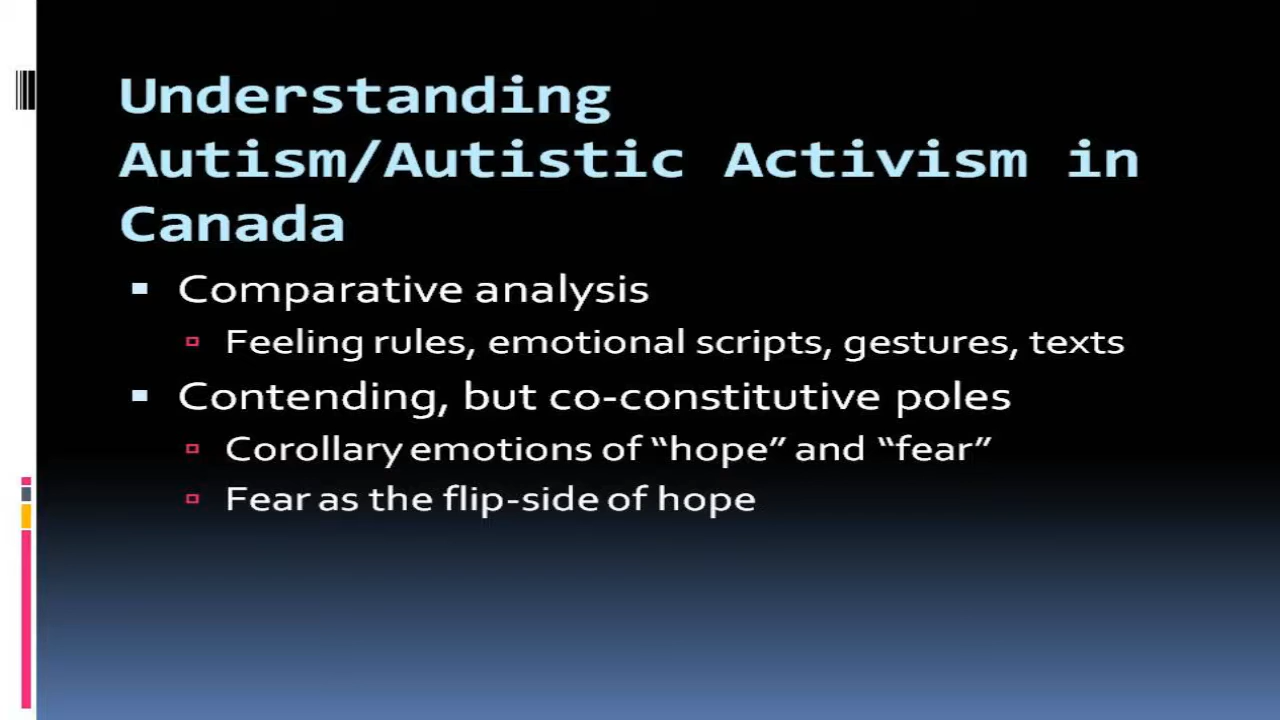 Understanding
Autism/Autistic Activism in
Canada
Comparative analysis
Feeling rules, emotional scripts, gestures, texts
Contending, but co-constitutive poles
Corollary emotions of “hope” and “fear”
Fear as the flip-side of hope